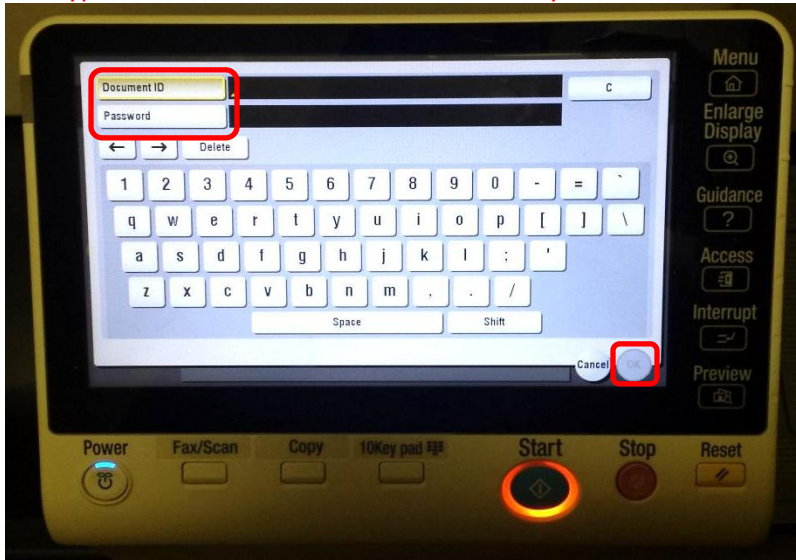 Document ID
C
Password
← → Delete
1 2 3 4 5 6 7 8 9 0 - = `
q w e r t y u i o p [ ] \
a s d f g h j k l ; '
z x c v b n m , . /
Space Shift
Cancel OK
Menu
Enlarge
Display
Guidance
?
Access
Interrupt
Preview
Power Fax/Scan Copy 10Key pad Start Stop Reset